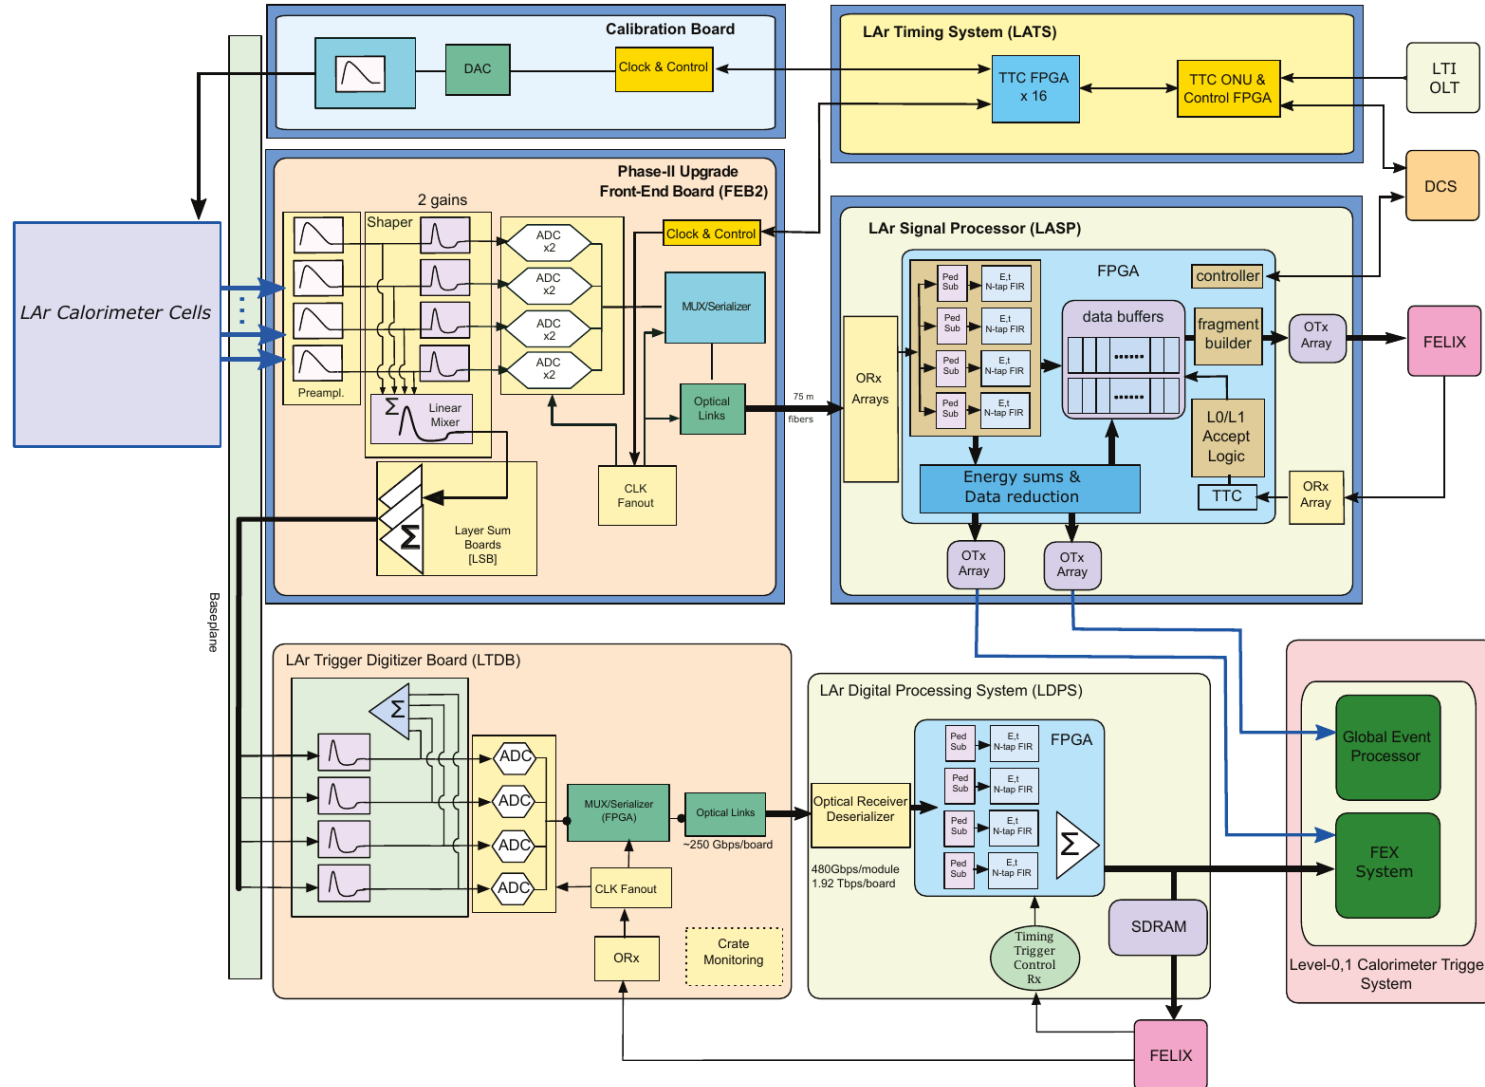 Calibration Board
DAC
Clock & Control
LAr Timing System (LATS)
TTC FPGA
x 16
TTC ONU &
Control FPGA
LTI
OLT
DCS
Phase-II Upgrade
Front-End Board (FEB2)
2 gains
Shaper
ADC
x2
ADC
x2
ADC
x2
ADC
x2
Clock & Control
MUX/Serializer
Optical
Links
Preampl.
Σ
Linear
Mixer
CLK
Fanout
Σ
Layer Sum
Boards
[LSB]
LAr Calorimeter Cells
Baseplane
75 m
fibers
LAr Signal Processor (LASP)
FPGA
controller
ORx
Arrays
Ped
Sub
E,t
N-tap FIR
Ped
Sub
E,t
N-tap FIR
Ped
Sub
E,t
N-tap FIR
Ped
Sub
E,t
N-tap FIR
data buffers
fragment
builder
OTx
Array
FELIX
L0/L1
Accept
Logic
TTC
ORx
Array
Energy sums &
Data reduction
OTx
Array
OTx
Array
LAr Trigger Digitizer Board (LTDB)
Σ
ADC
ADC
ADC
ADC
MUX/Serializer
(FPGA)
Optical Links
~250 Gbps/board
CLK Fanout
ORx
Crate
Monitoring
LAr Digital Processing System (LDPS)
FPGA
Optical Receiver
Deserializer
480Gbps/module
1.92 Tbps/board
Ped
Sub
E,t
N-tap FIR
Ped
Sub
E,t
N-tap FIR
Ped
Sub
E,t
N-tap FIR
Ped
Sub
E,t
N-tap FIR
Σ
Timing
Trigger
Control
Rx
SDRAM
FELIX
Global Event
Processor
FEX
System
Level-0,1 Calorimeter Trigge
System